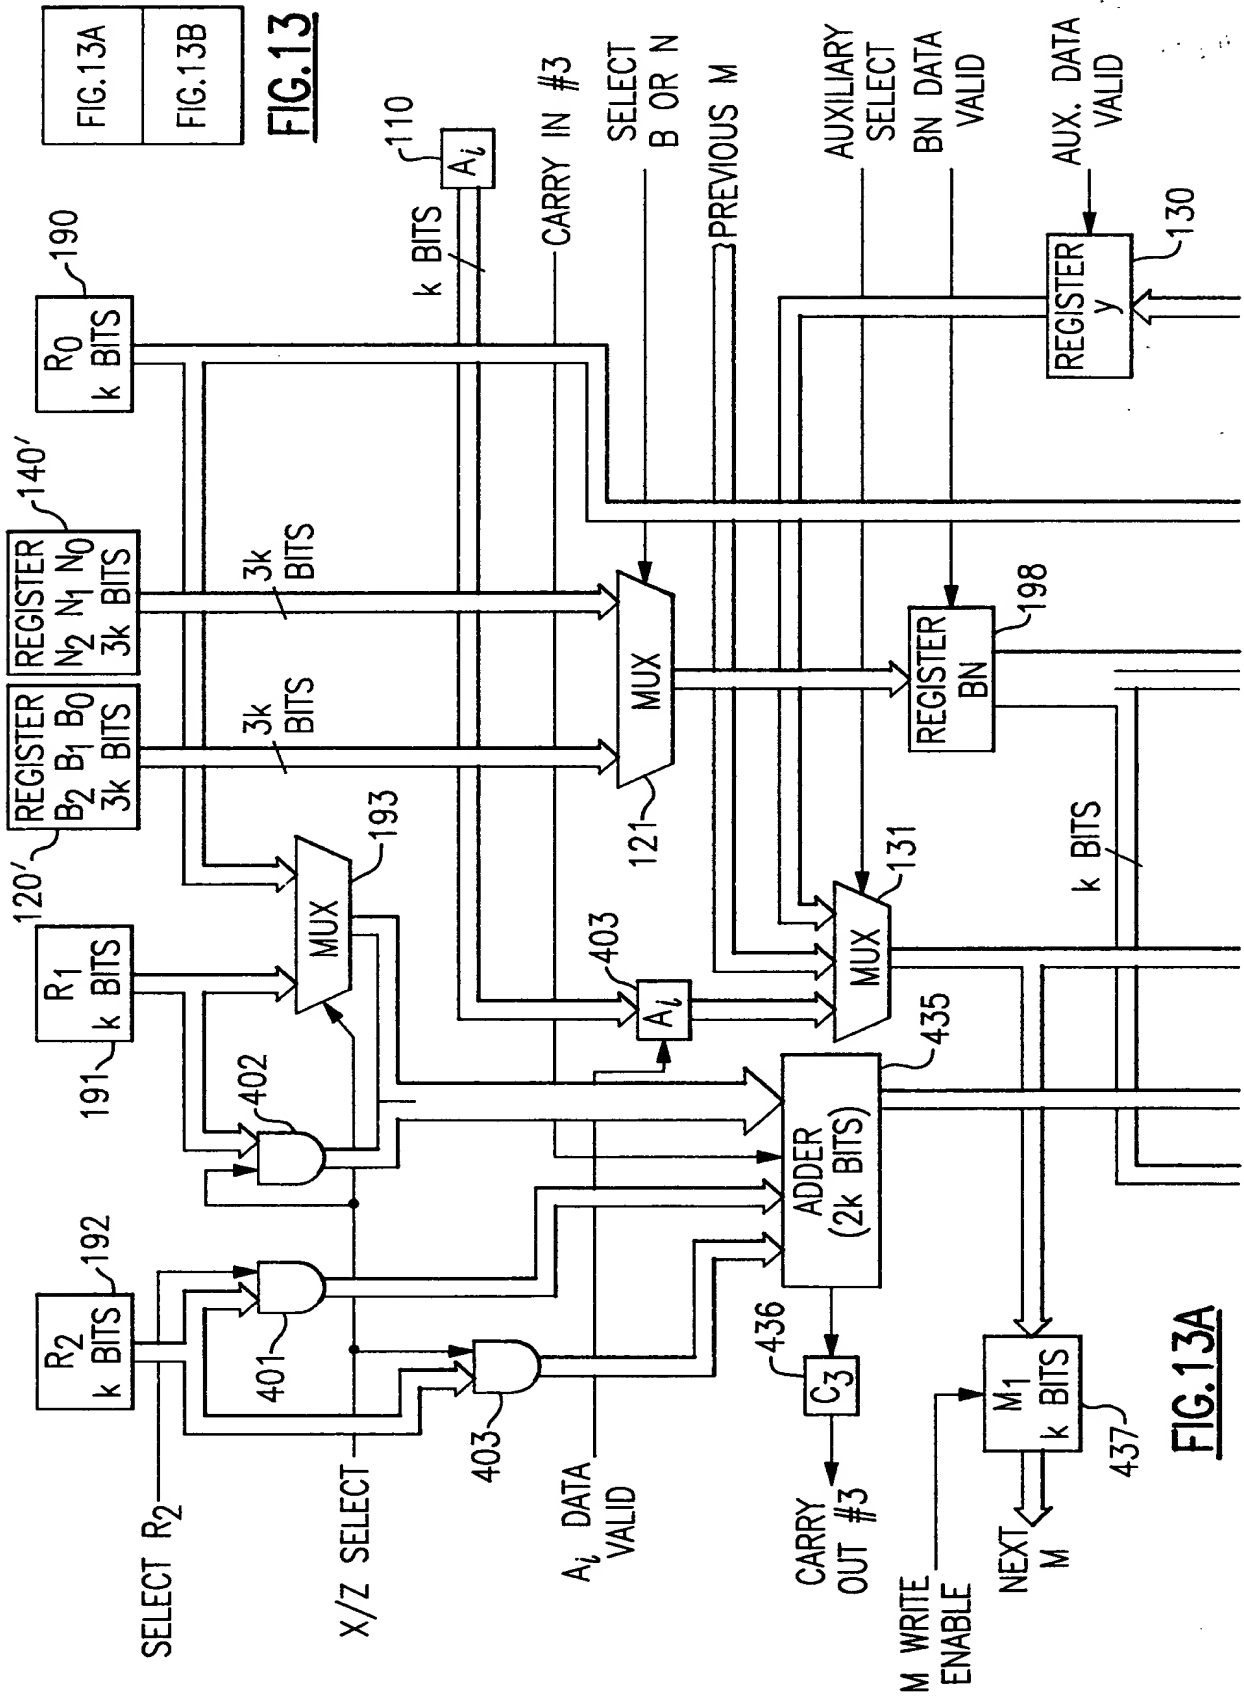 FIG.13A
FIG.13B
FIG.13
SELECT R2
192
R2
k BITS
191
R1
k BITS
120'
REGISTER
B2 B1 B0
3k BITS
140'
REGISTER
N2 N1 N0
3k BITS
190
R0
k BITS
401
402
MUX
193
3k
BITS
3k
BITS
k BITS
Ai
110
X/Z SELECT
403
Ai DATA
VALID
CARRY IN #3
SELECT
B OR N
MUX
121
PREVIOUS M
403
Ai
CARRY
OUT #3
436
C3
ADDER
(2k BITS)
435
MUX
131
AUXILIARY
SELECT
BN DATA
VALID
REGISTER
BN
198
M WRITE
ENABLE
NEXT
M
M1
k BITS
437
k BITS
REGISTER
y
130
AUX. DATA
VALID
FIG.13A